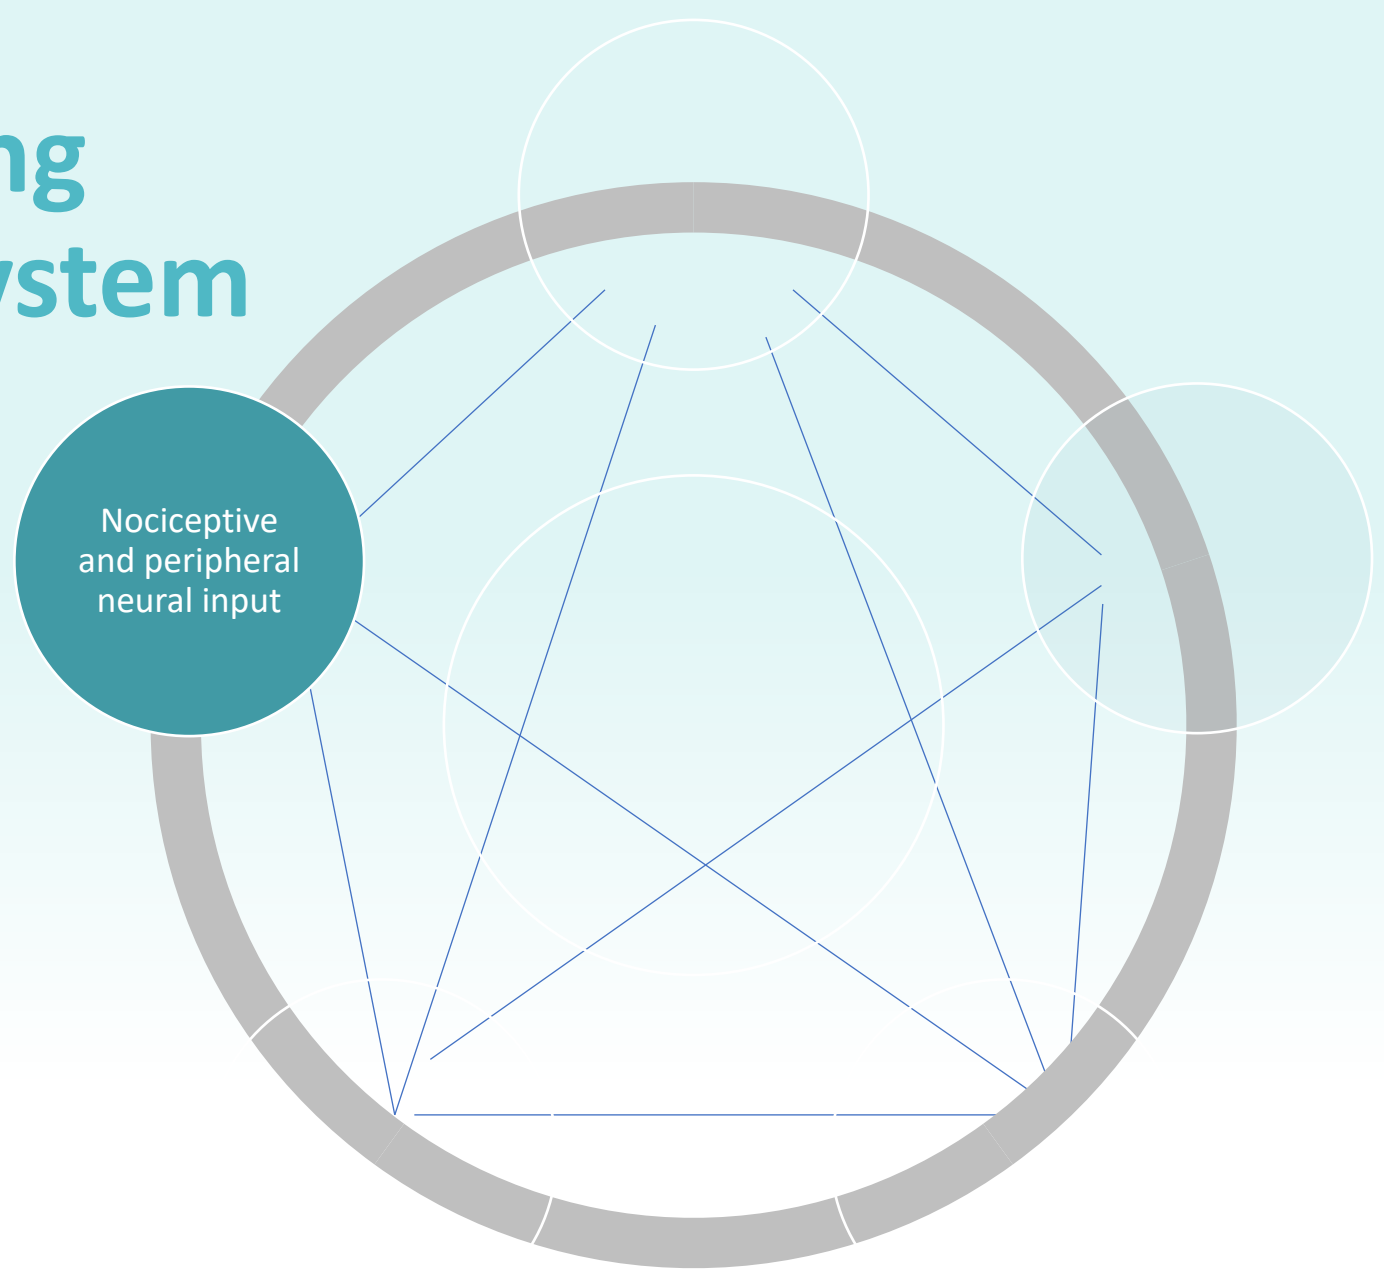 ng
ystem
Nociceptive
and peripheral
neural input